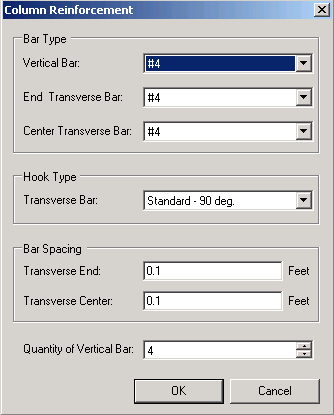 Column Reinforcement
Bar Type
Vertical Bar: #4
End Transverse Bar: #4
Center Transverse Bar: #4
Hook Type
Transverse Bar: Standard - 90 deg.
Bar Spacing
Transverse End: 0.1 Feet
Transverse Center: 0.1 Feet
Quantity of Vertical Bar: 4
OK Cancel